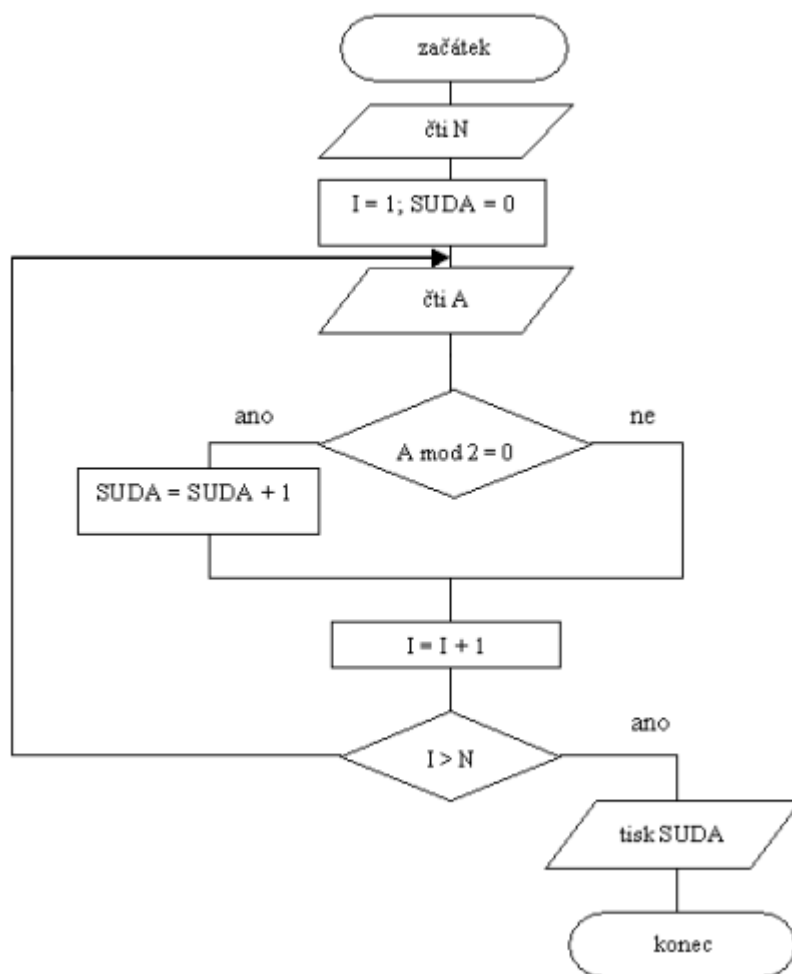 začátek
čti N
I = 1; SUDA = 0
čti A
ano
ne
A mod 2 = 0
SUDA = SUDA + 1
I = I + 1
ano
I > N
tisk SUDA
konec